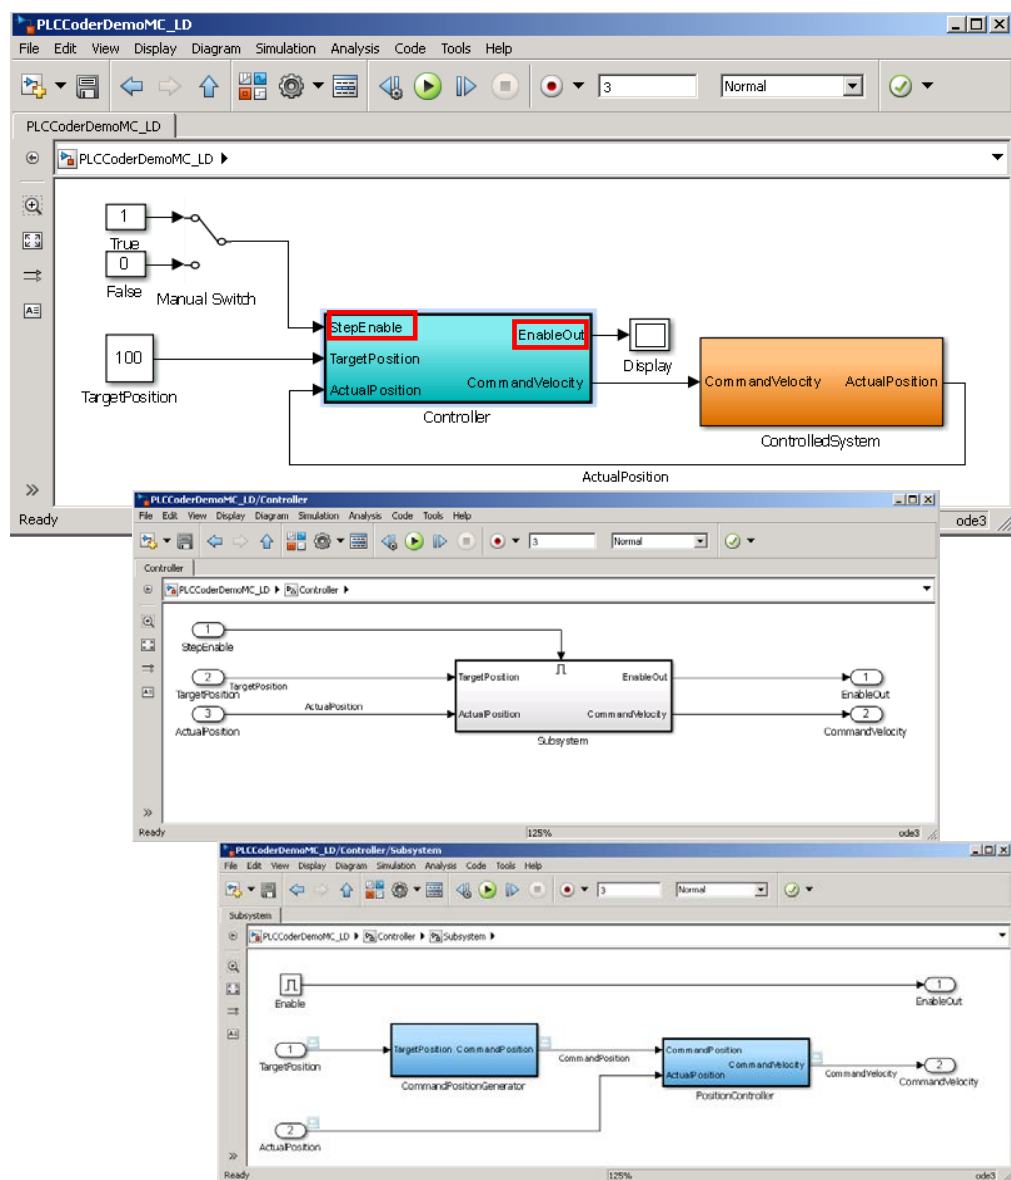 PLCCoderDemoMC_LD
File Edit View Display Diagram Simulation Analysis Code Tools Help
3 Normal
PLCCoderDemoMC_LD
PLCCoderDemoMC_LD
1
True
0
False
Manual Switch
StepEnable
EnableOut
100
TargetPosition
Display
CommandVelocity
ActualPosition
CommandVelocity ActualPosition
TargetPosition
Controller
ControlledSystem
ActualPosition
Ready
ode3
PLCCoderDemoMC_LD/Controller
File Edit View Display Diagram Simulation Analysis Code Tools Help
3 Normal
Controller
PLCCoderDemoMC_LD Controller
1
StepEnable
2
TargetPosition
TargetPosition
TargetPosition
EnableOut
1
EnableOut
3
ActualPosition
ActualPosition
ActualPosition
CommandVelocity
2
CommandVelocity
Subsystem
Ready 125% ode3
PLCCoderDemoMC_LD/Controller/Subsystem
File Edit View Display Diagram Simulation Analysis Code Tools Help
3 Normal
Subsystem
PLCCoderDemoMC_LD Controller Subsystem
Enable
1
EnableOut
1
TargetPosition
TargetPosition CommandPosition
CommandPositionGenerator
CommandPosition
CommandPosition
CommandVelocity
ActualPosition
PositionController
CommandVelocity
2
CommandVelocity
2
ActualPosition
Ready 125% ode3